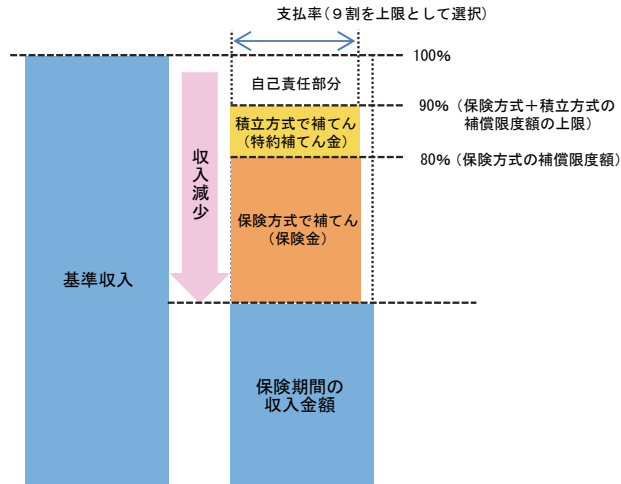 支払率（９割を上限として選択）
100%
自己責任部分
90%（保険方式＋積立方式の
補償限度額の上限）
積立方式で補てん
（特約補てん金）
80%（保険方式の補償限度額）
収入減少
保険方式で補てん
（保険金）
基準収入
保険期間の
収入金額